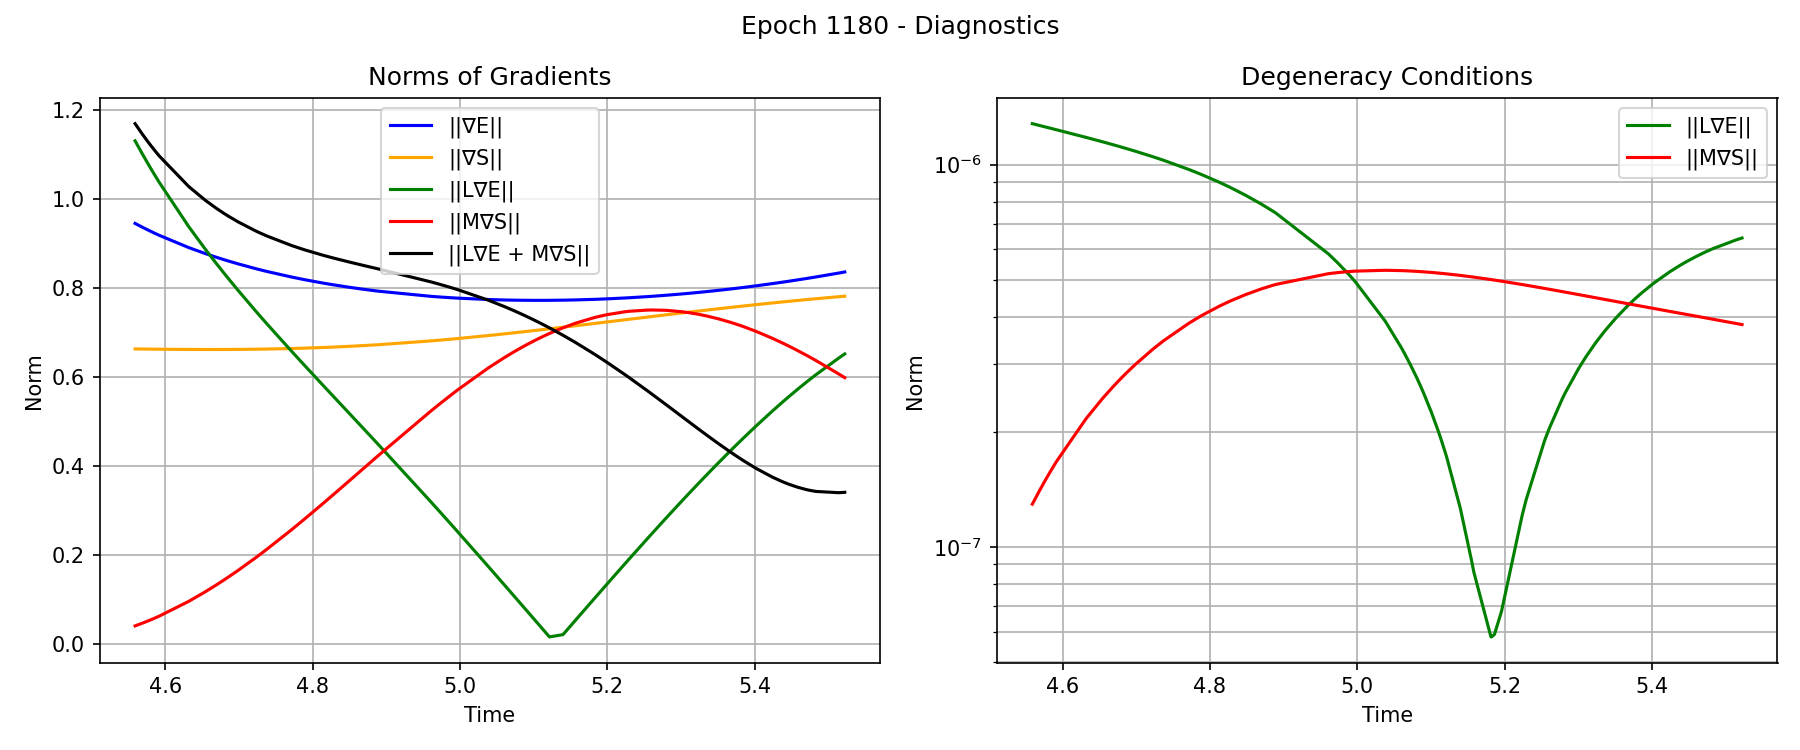 Epoch 1180 - Diagnostics
Norms of Gradients
1.2
1.0
0.8
0.6
0.4
0.2
0.0
Norm
||∇E||
||∇S||
||L∇E||
||M∇S||
||L∇E + M∇S||
4.6
4.8
5.0
5.2
5.4
Time
Degeneracy Conditions
10⁻⁶
10⁻⁷
Norm
||L∇E||
||M∇S||
4.6
4.8
5.0
5.2
5.4
Time